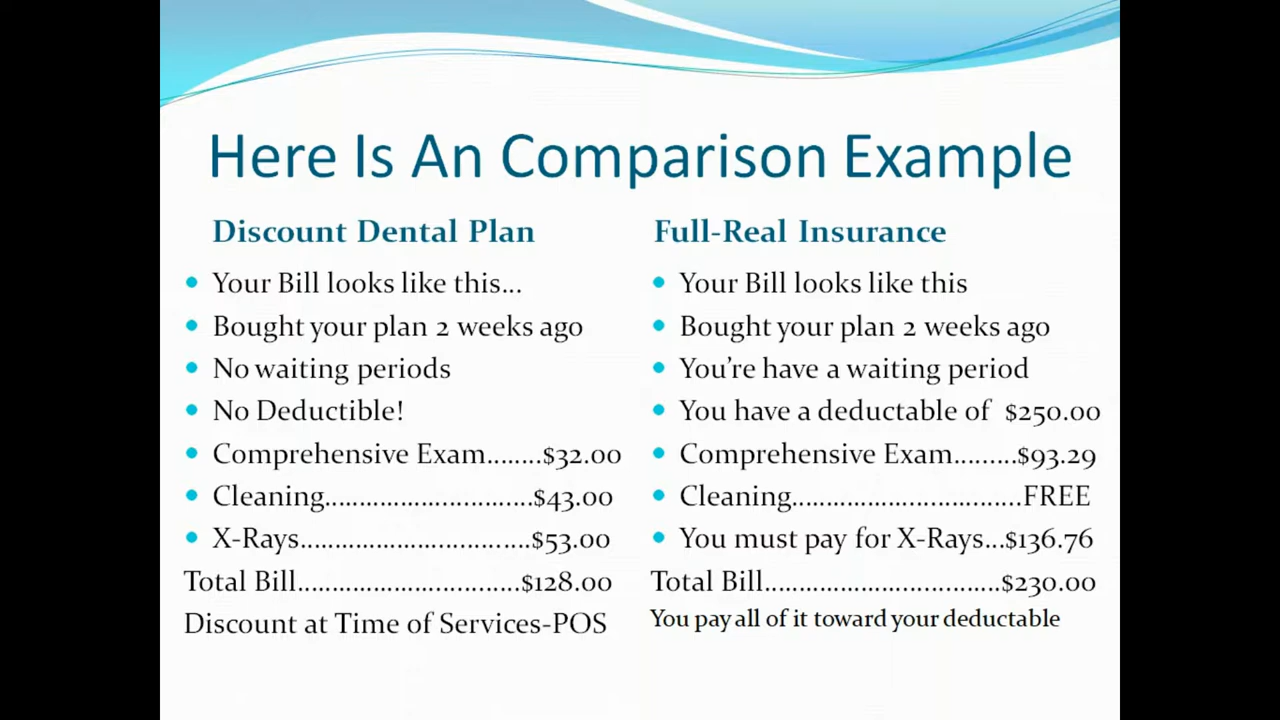 Here Is An Comparison Example
Discount Dental Plan
Your Bill looks like this...
Bought your plan 2 weeks ago
No waiting periods
No Deductible!
Comprehensive Exam........$32.00
Cleaning..............................$43.00
X-Rays.................................$53.00
Total Bill................................$128.00
Discount at Time of Services-POS
Full-Real Insurance
Your Bill looks like this
Bought your plan 2 weeks ago
You’re have a waiting period
You have a deductable of $250.00
Comprehensive Exam.........$93.29
Cleaning.................................FREE
You must pay for X-Rays...$136.76
Total Bill..................................$230.00
You pay all of it toward your deductable